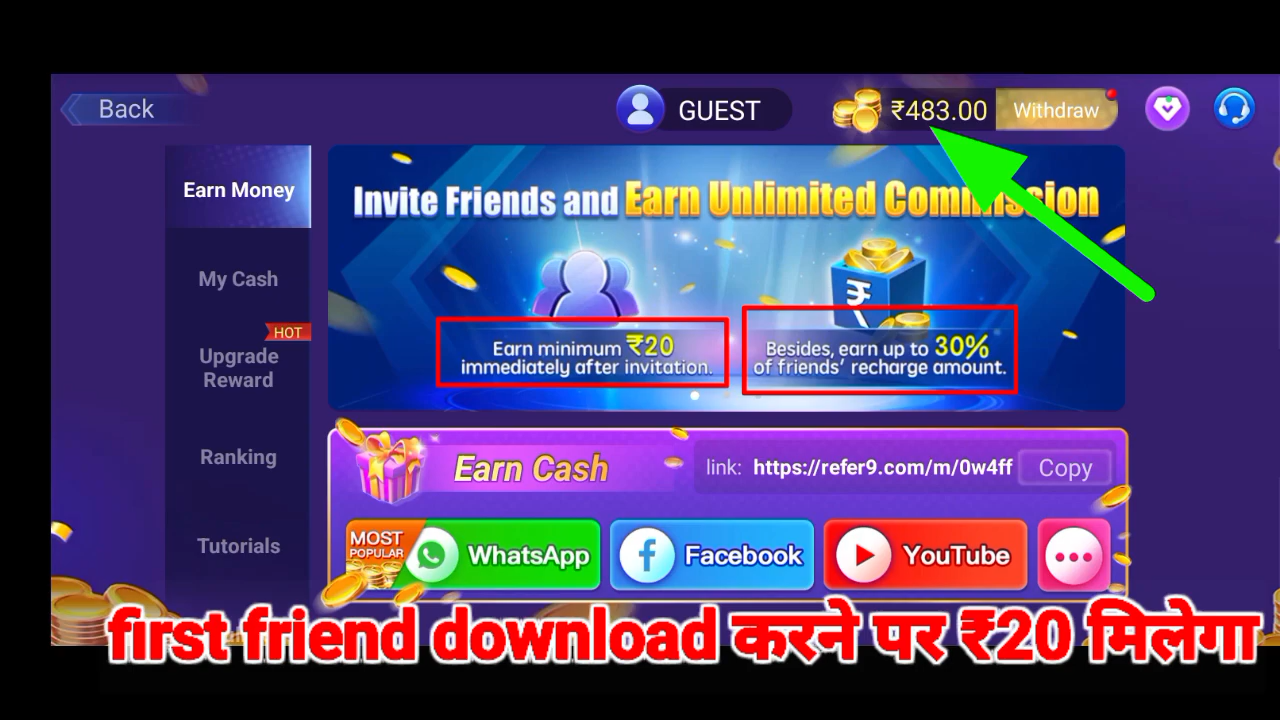 Back
GUEST
₹483.00
Withdraw
Earn Money
My Cash
HOT
Upgrade
Reward
Ranking
Tutorials
Invite Friends and Earn Unlimited Commission
Earn minimum ₹20
immediately after invitation.
Besides, earn up to 30%
of friends' recharge amount.
₹
Earn Cash
link: https://refer9.com/m/0w4ff
Copy
MOST
POPULAR
WhatsApp
Facebook
YouTube
first friend download करने पर ₹20 मिलेगा